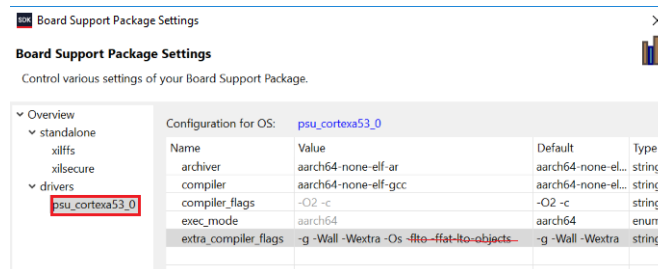 SDK Board Support Package Settings
Board Support Package Settings
Control various settings of your Board Support Package.
Overview
standalone
xilffs
xilsecure
drivers
psu_cortexa53_0
Configuration for OS: psu_cortexa53_0
Name Value Default Type
archiver aarch64-none-elf-ar aarch64-none-el... string
compiler aarch64-none-elf-gcc aarch64-none-el... string
compiler_flags -O2 -c -O2 -c string
exec_mode aarch64 aarch64 enum
extra_compiler_flags -g -Wall -Wextra -Os -flto -ffat-lto-objects -g -Wall -Wextra string